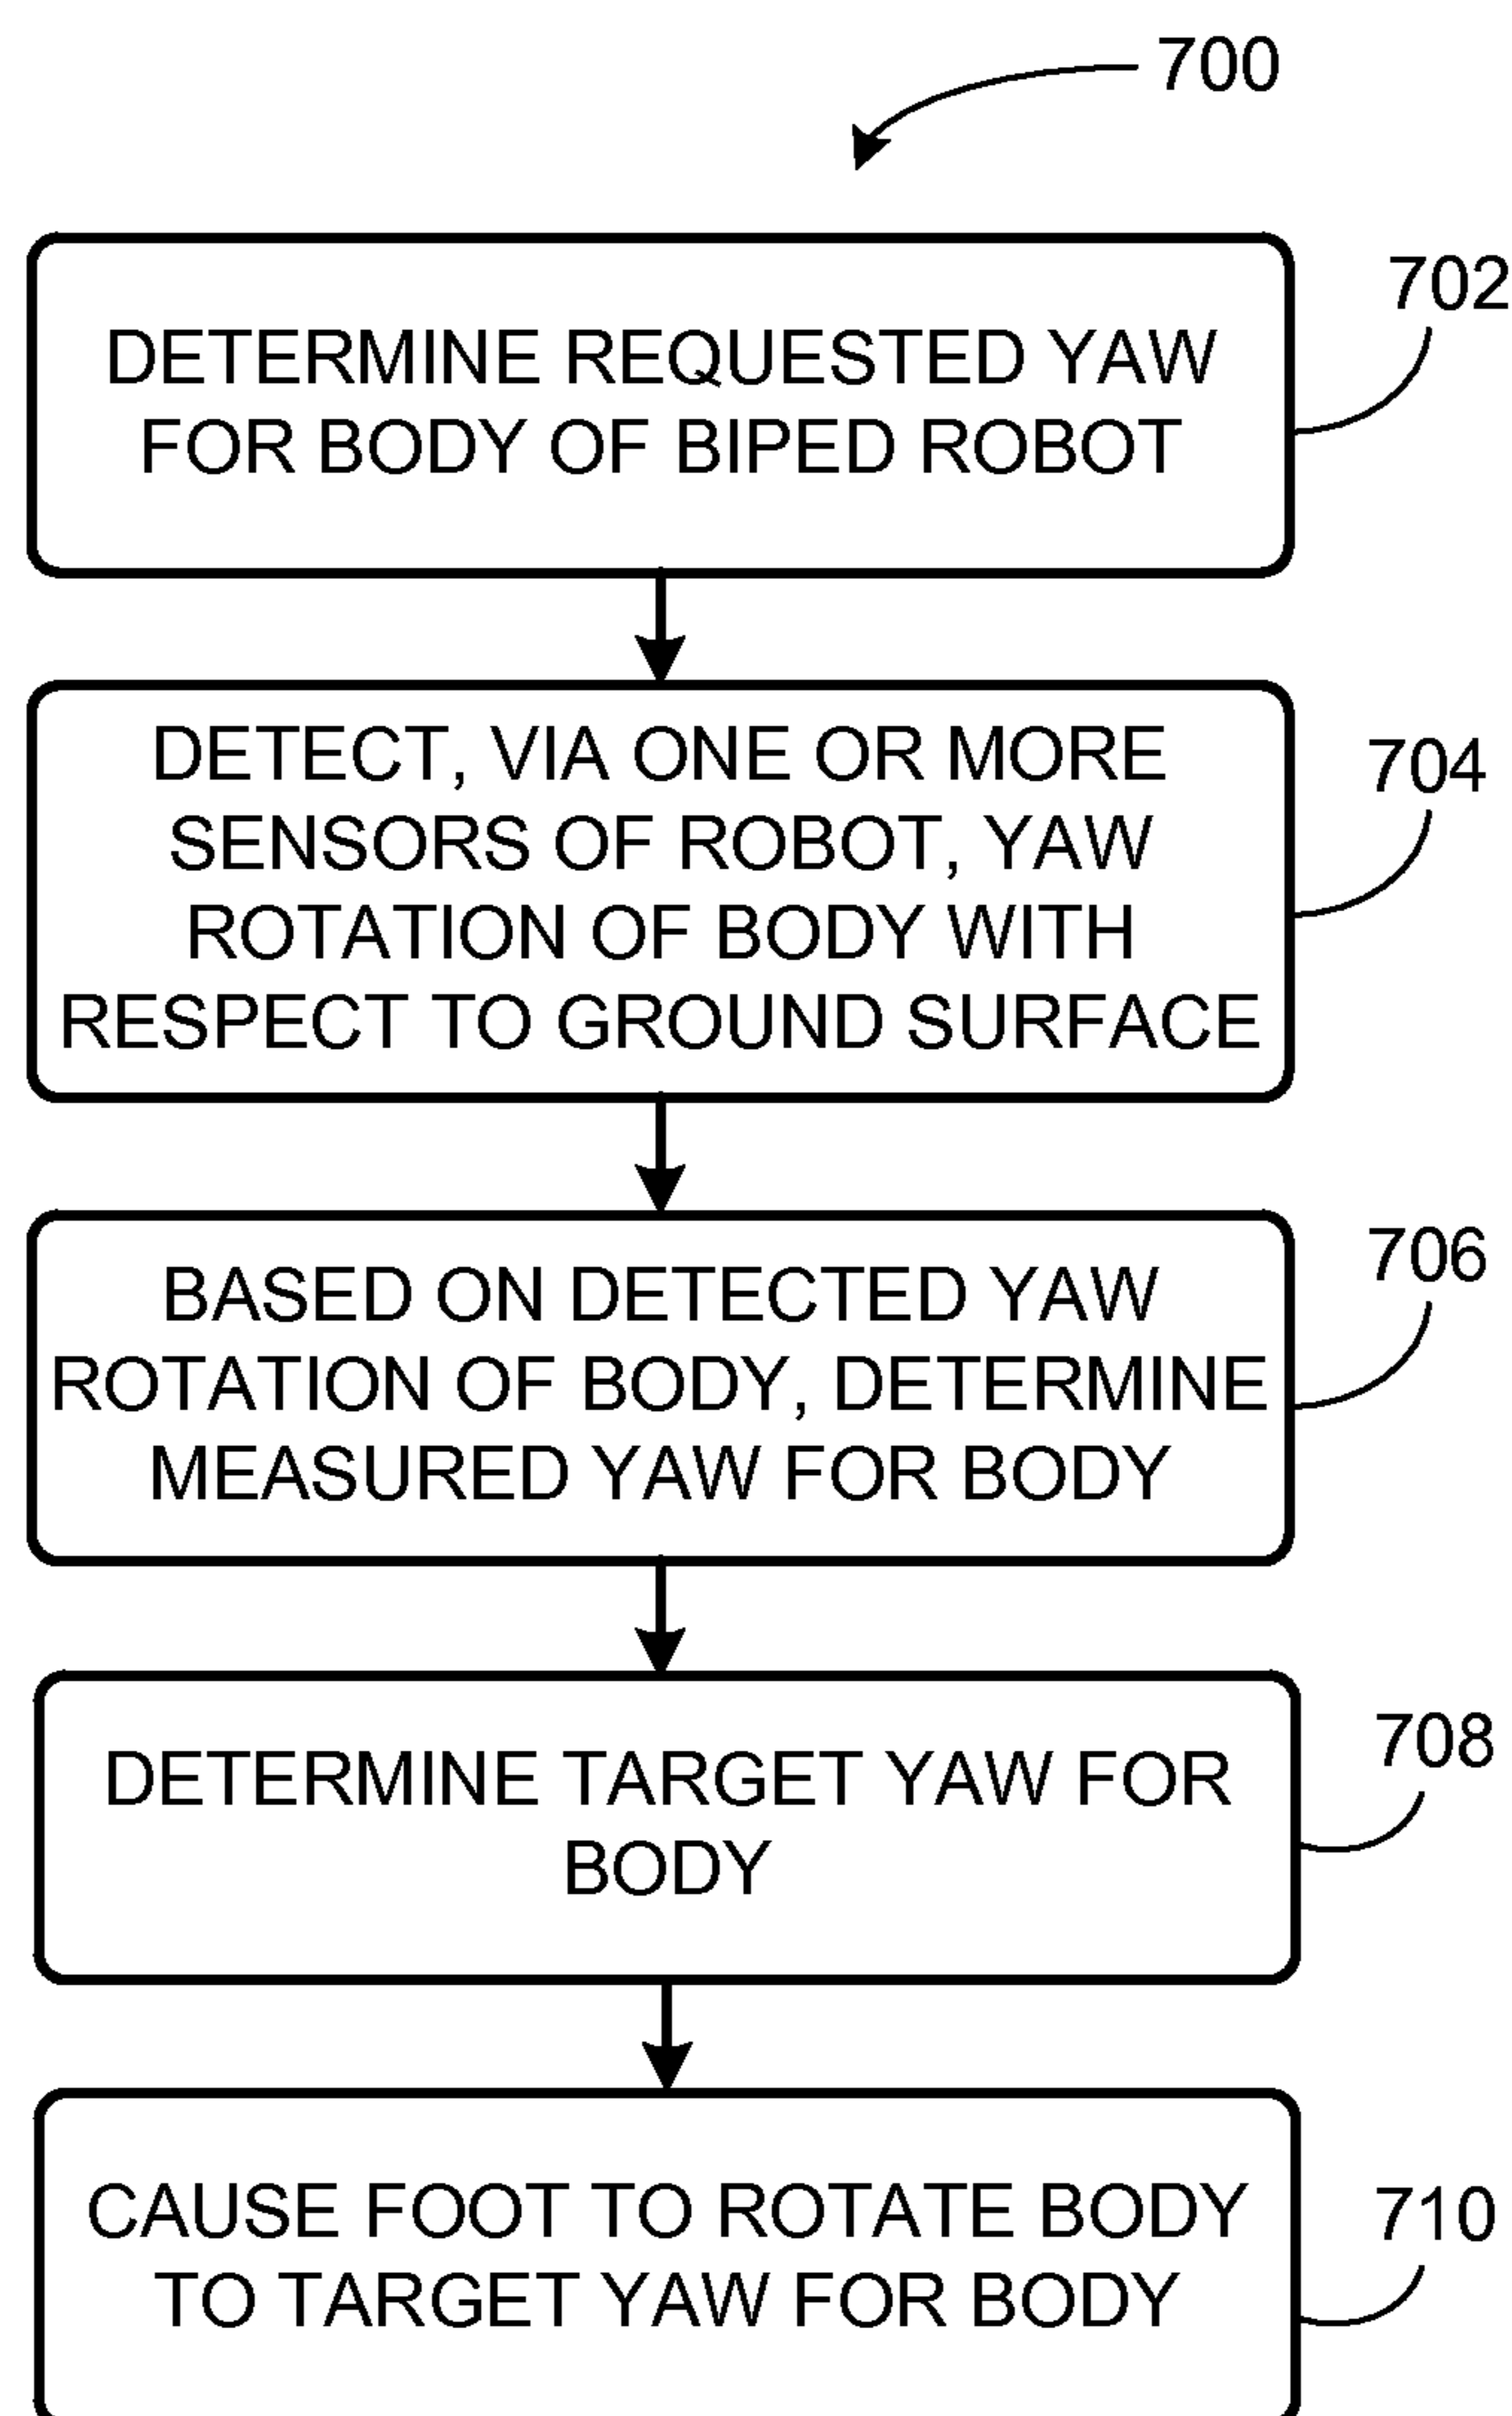 700
702
DETERMINE REQUESTED YAW
FOR BODY OF BIPED ROBOT
704
DETECT, VIA ONE OR MORE
SENSORS OF ROBOT, YAW
ROTATION OF BODY WITH
RESPECT TO GROUND SURFACE
706
BASED ON DETECTED YAW
ROTATION OF BODY, DETERMINE
MEASURED YAW FOR BODY
708
DETERMINE TARGET YAW FOR
BODY
710
CAUSE FOOT TO ROTATE BODY
TO TARGET YAW FOR BODY